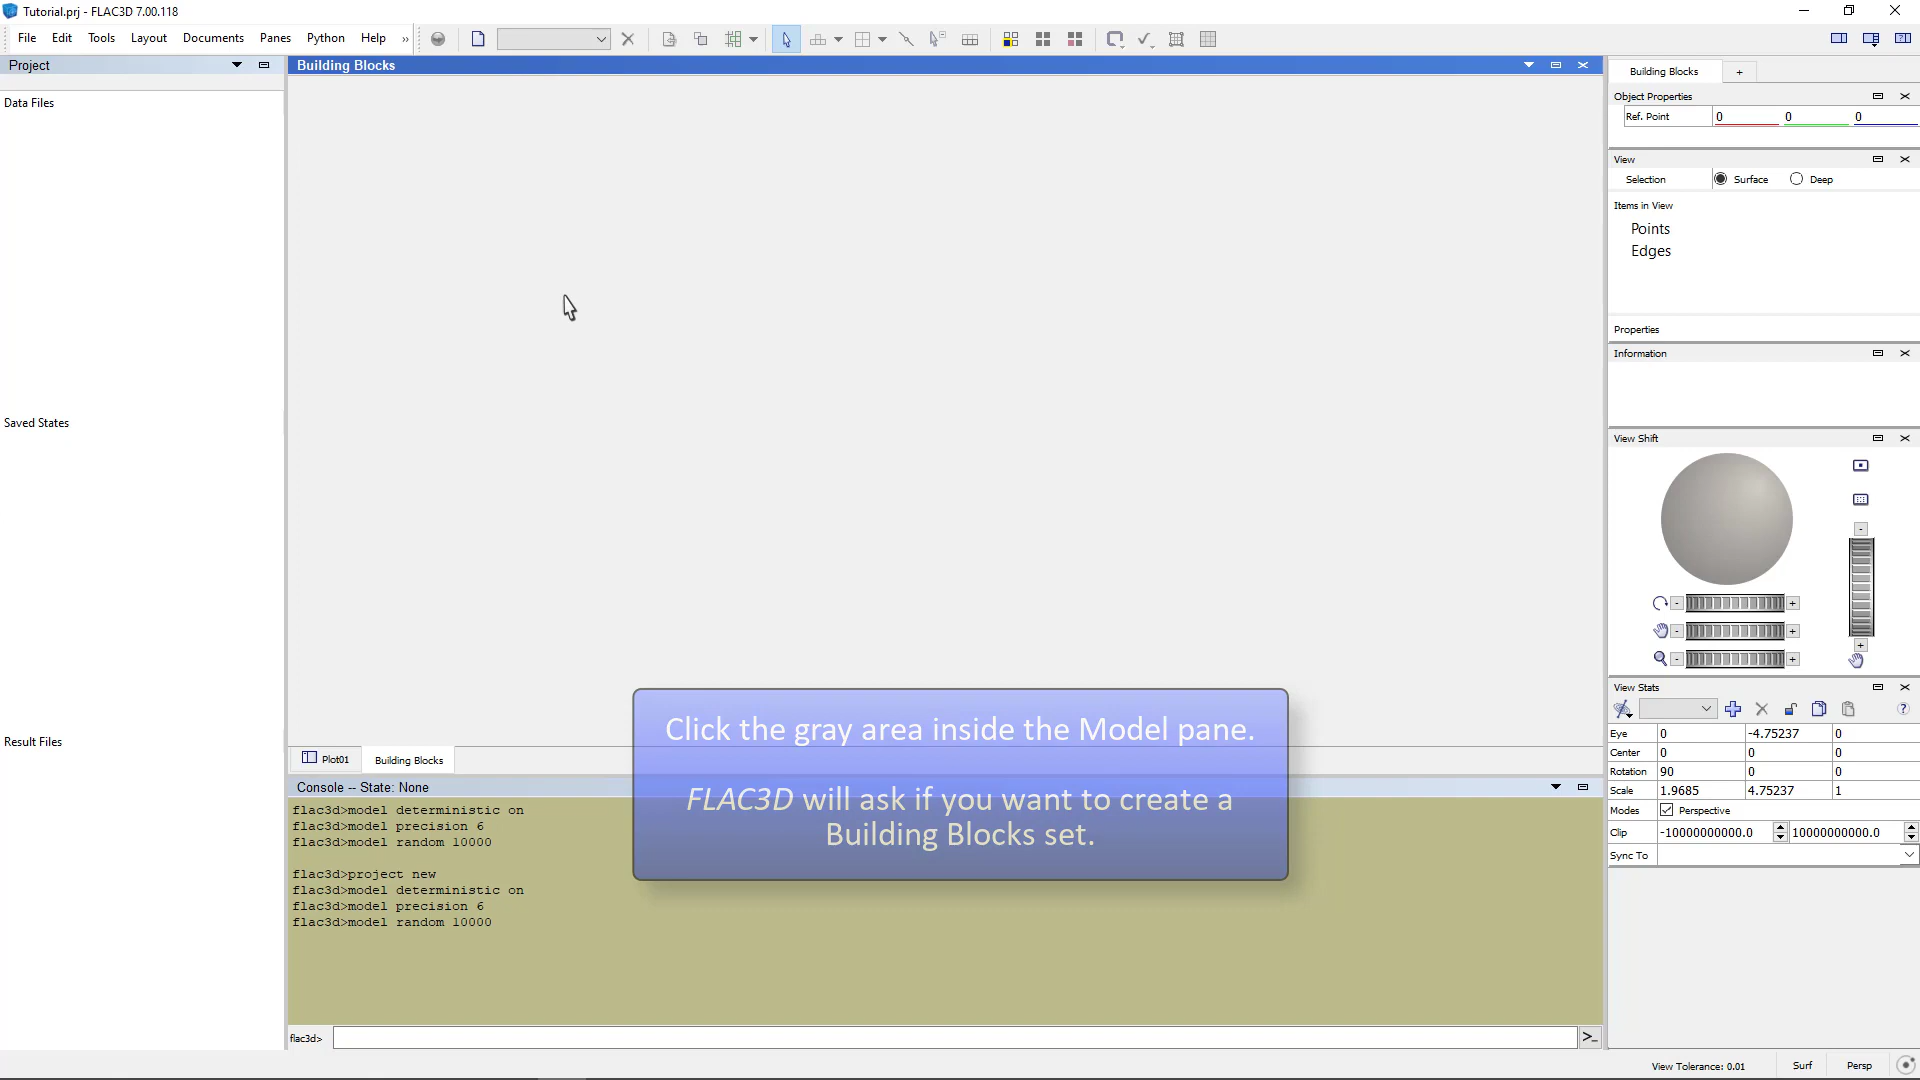 Tutorial.prj - FLAC3D 7.00.118
File Edit Tools Layout Documents Panes Python Help »
Project
Data Files
Saved States
Result Files
Building Blocks
Plot01 Building Blocks
Console -- State: None
flac3d>model deterministic on
flac3d>model precision 6
flac3d>model random 10000
flac3d>project new
flac3d>model deterministic on
flac3d>model precision 6
flac3d>model random 10000
flac3d>
>_
Click the gray area inside the Model pane.
FLAC3D will ask if you want to create a
Building Blocks set.
Building Blocks +
Object Properties
Ref. Point 0 0 0
View
Selection Surface Deep
Items in View
Points
Edges
Properties
Information
View Shift
-
- +
- +
+
- +
View Stats
Eye 0 -4.75237 0
Center 0 0 0
Rotation 90 0 0
Scale 1.9685 4.75237 1
Modes Perspective
Clip -10000000000.0 10000000000.0
Sync To
View Tolerance: 0.01 Surf Persp